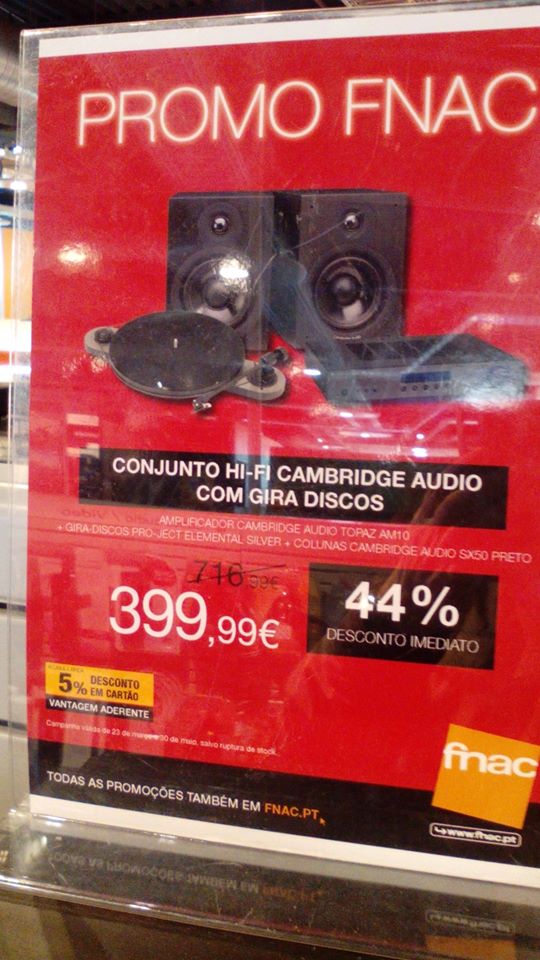 PROMO FNAC
CONJUNTO HI-FI CAMBRIDGE AUDIO
COM GIRA DISCOS
AMPLIFICADOR CAMBRIDGE AUDIO TOPAZ AM10
+ GIRA-DISCOS PRO-JECT ELEMENTAL SILVER + COLUNAS CAMBRIDGE AUDIO SX50 PRETO
716,99€
399,99€
44%
DESCONTO IMEDIATO
5% DESCONTO
EM CARTÃO
VANTAGEM ADERENTE
Campanha válida de 23 de março a 30 de maio, salvo ruptura de stock.
fnac
TODAS AS PROMOÇÕES TAMBÉM EM FNAC.PT
www.fnac.pt